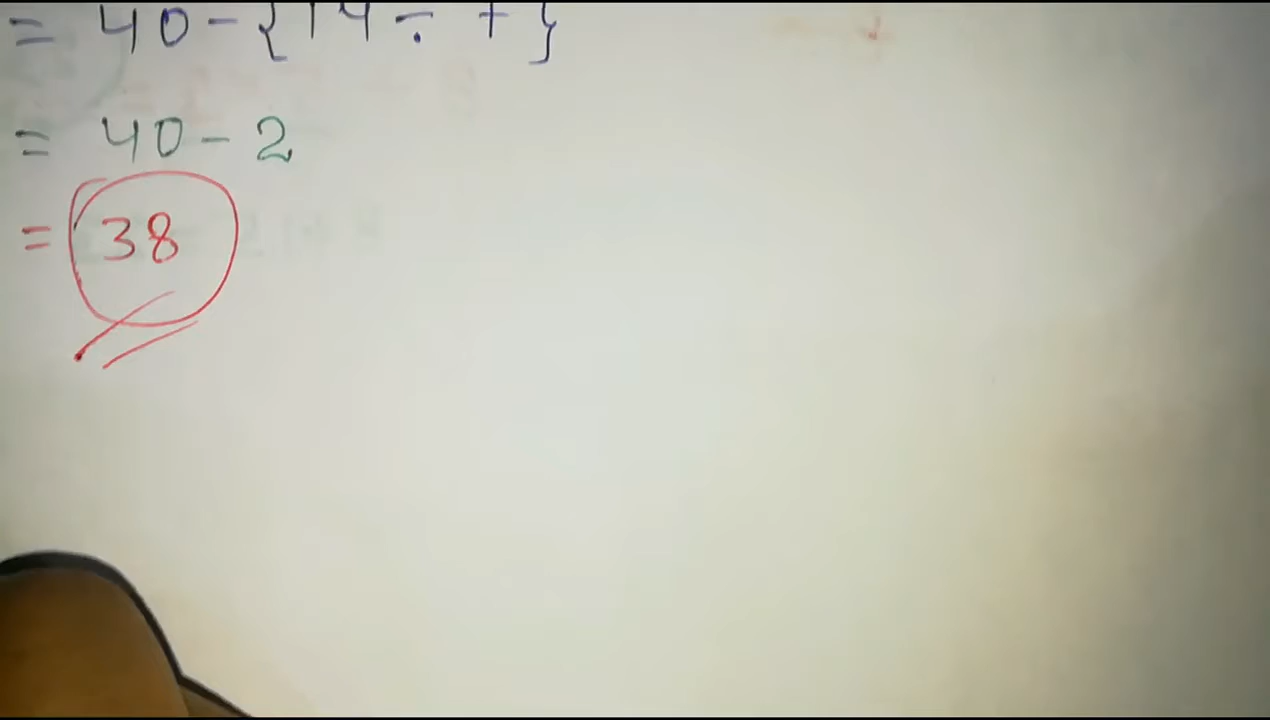 = 40 - {14 ÷ 7}
= 40 - 2
= 38